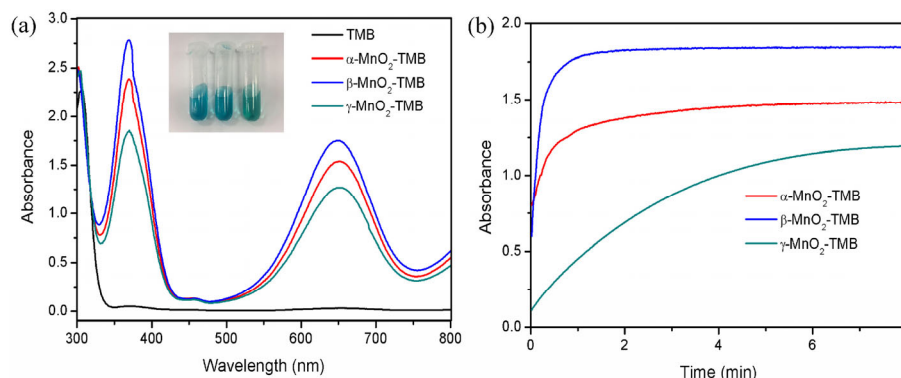 (a)
3.0
2.5
2.0
1.5
1.0
0.5
0.0
Absorbance
300
400
500
600
700
800
Wavelength (nm)
TMB
α-MnO₂-TMB
β-MnO₂-TMB
γ-MnO₂-TMB
(b)
2.0
1.5
1.0
0.5
0.0
Absorbance
0
2
4
6
Time (min)
α-MnO₂-TMB
β-MnO₂-TMB
γ-MnO₂-TMB